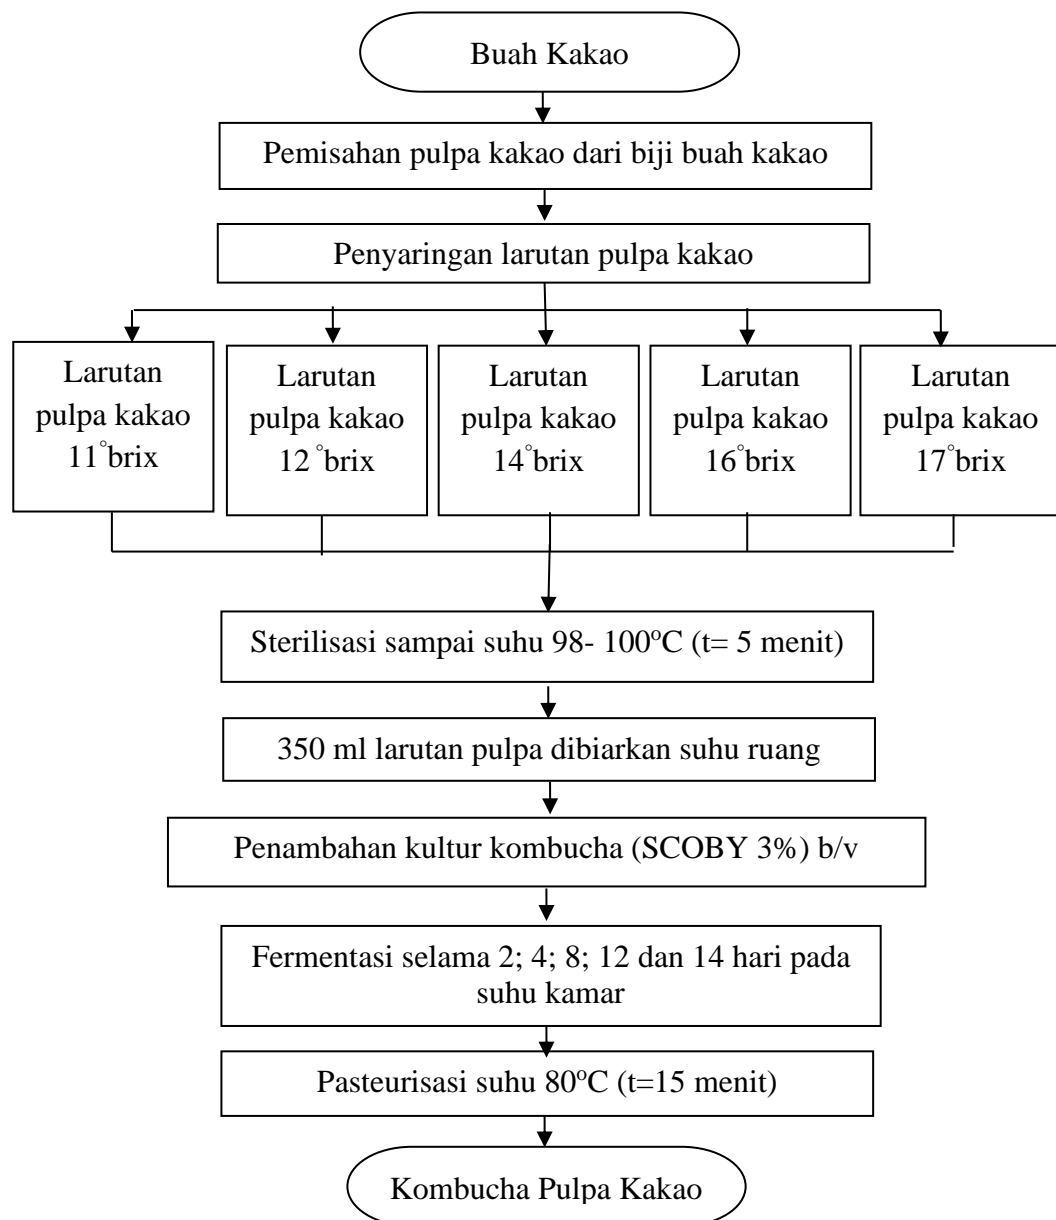 Buah Kakao
Pemisahan pulpa kakao dari biji buah kakao
Penyaringan larutan pulpa kakao
Larutan
pulpa kakao
11°brix
Larutan
pulpa kakao
12 °brix
Larutan
pulpa kakao
14°brix
Larutan
pulpa kakao
16°brix
Larutan
pulpa kakao
17°brix
Sterilisasi sampai suhu 98- 100°C (t= 5 menit)
350 ml larutan pulpa dibiarkan suhu ruang
Penambahan kultur kombucha (SCOBY 3%) b/v
Fermentasi selama 2; 4; 8; 12 dan 14 hari pada
suhu kamar
Pasteurisasi suhu 80°C (t=15 menit)
Kombucha Pulpa Kakao